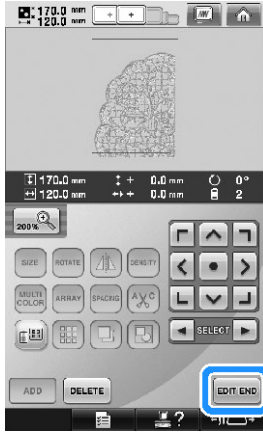 170.0 mm
120.0 mm
170.0 mm + 0.0 mm 0°
120.0 mm + 0.0 mm 2
200%
SIZE ROTATE DENSITY
MULTI COLOR ARRAY SPACING A C
SELECT
ADD DELETE EDIT END
?